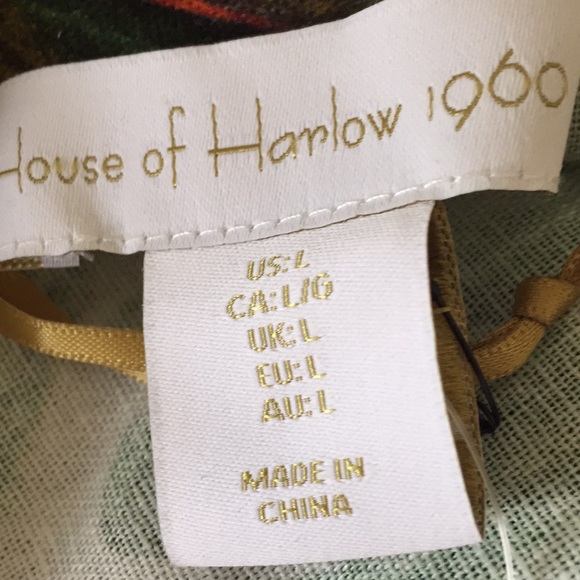 House of Harlow 1960
US: L
CA: L/G
UK: L
EU: L
AU: L
MADE IN
CHINA